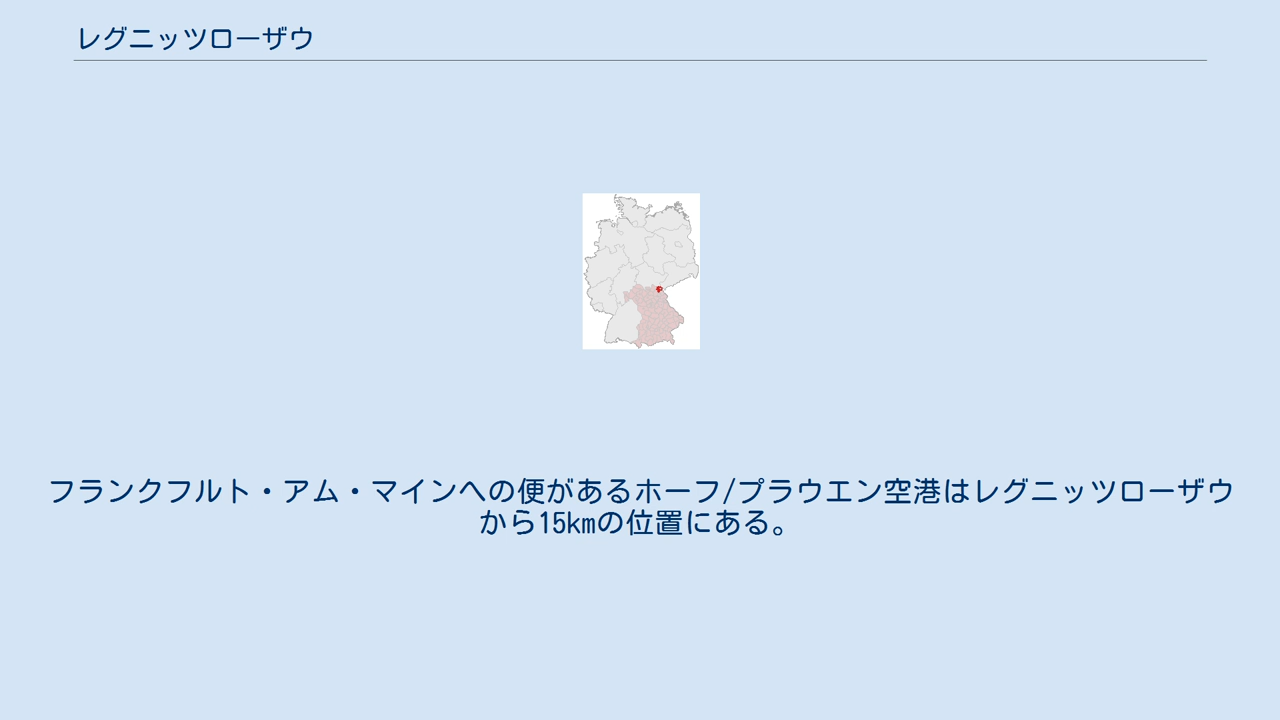 レグニッツローザウ
フランクフルト・アム・マインへの便があるホーフ/プラウエン空港はレグニッツローザウ
から15kmの位置にある。